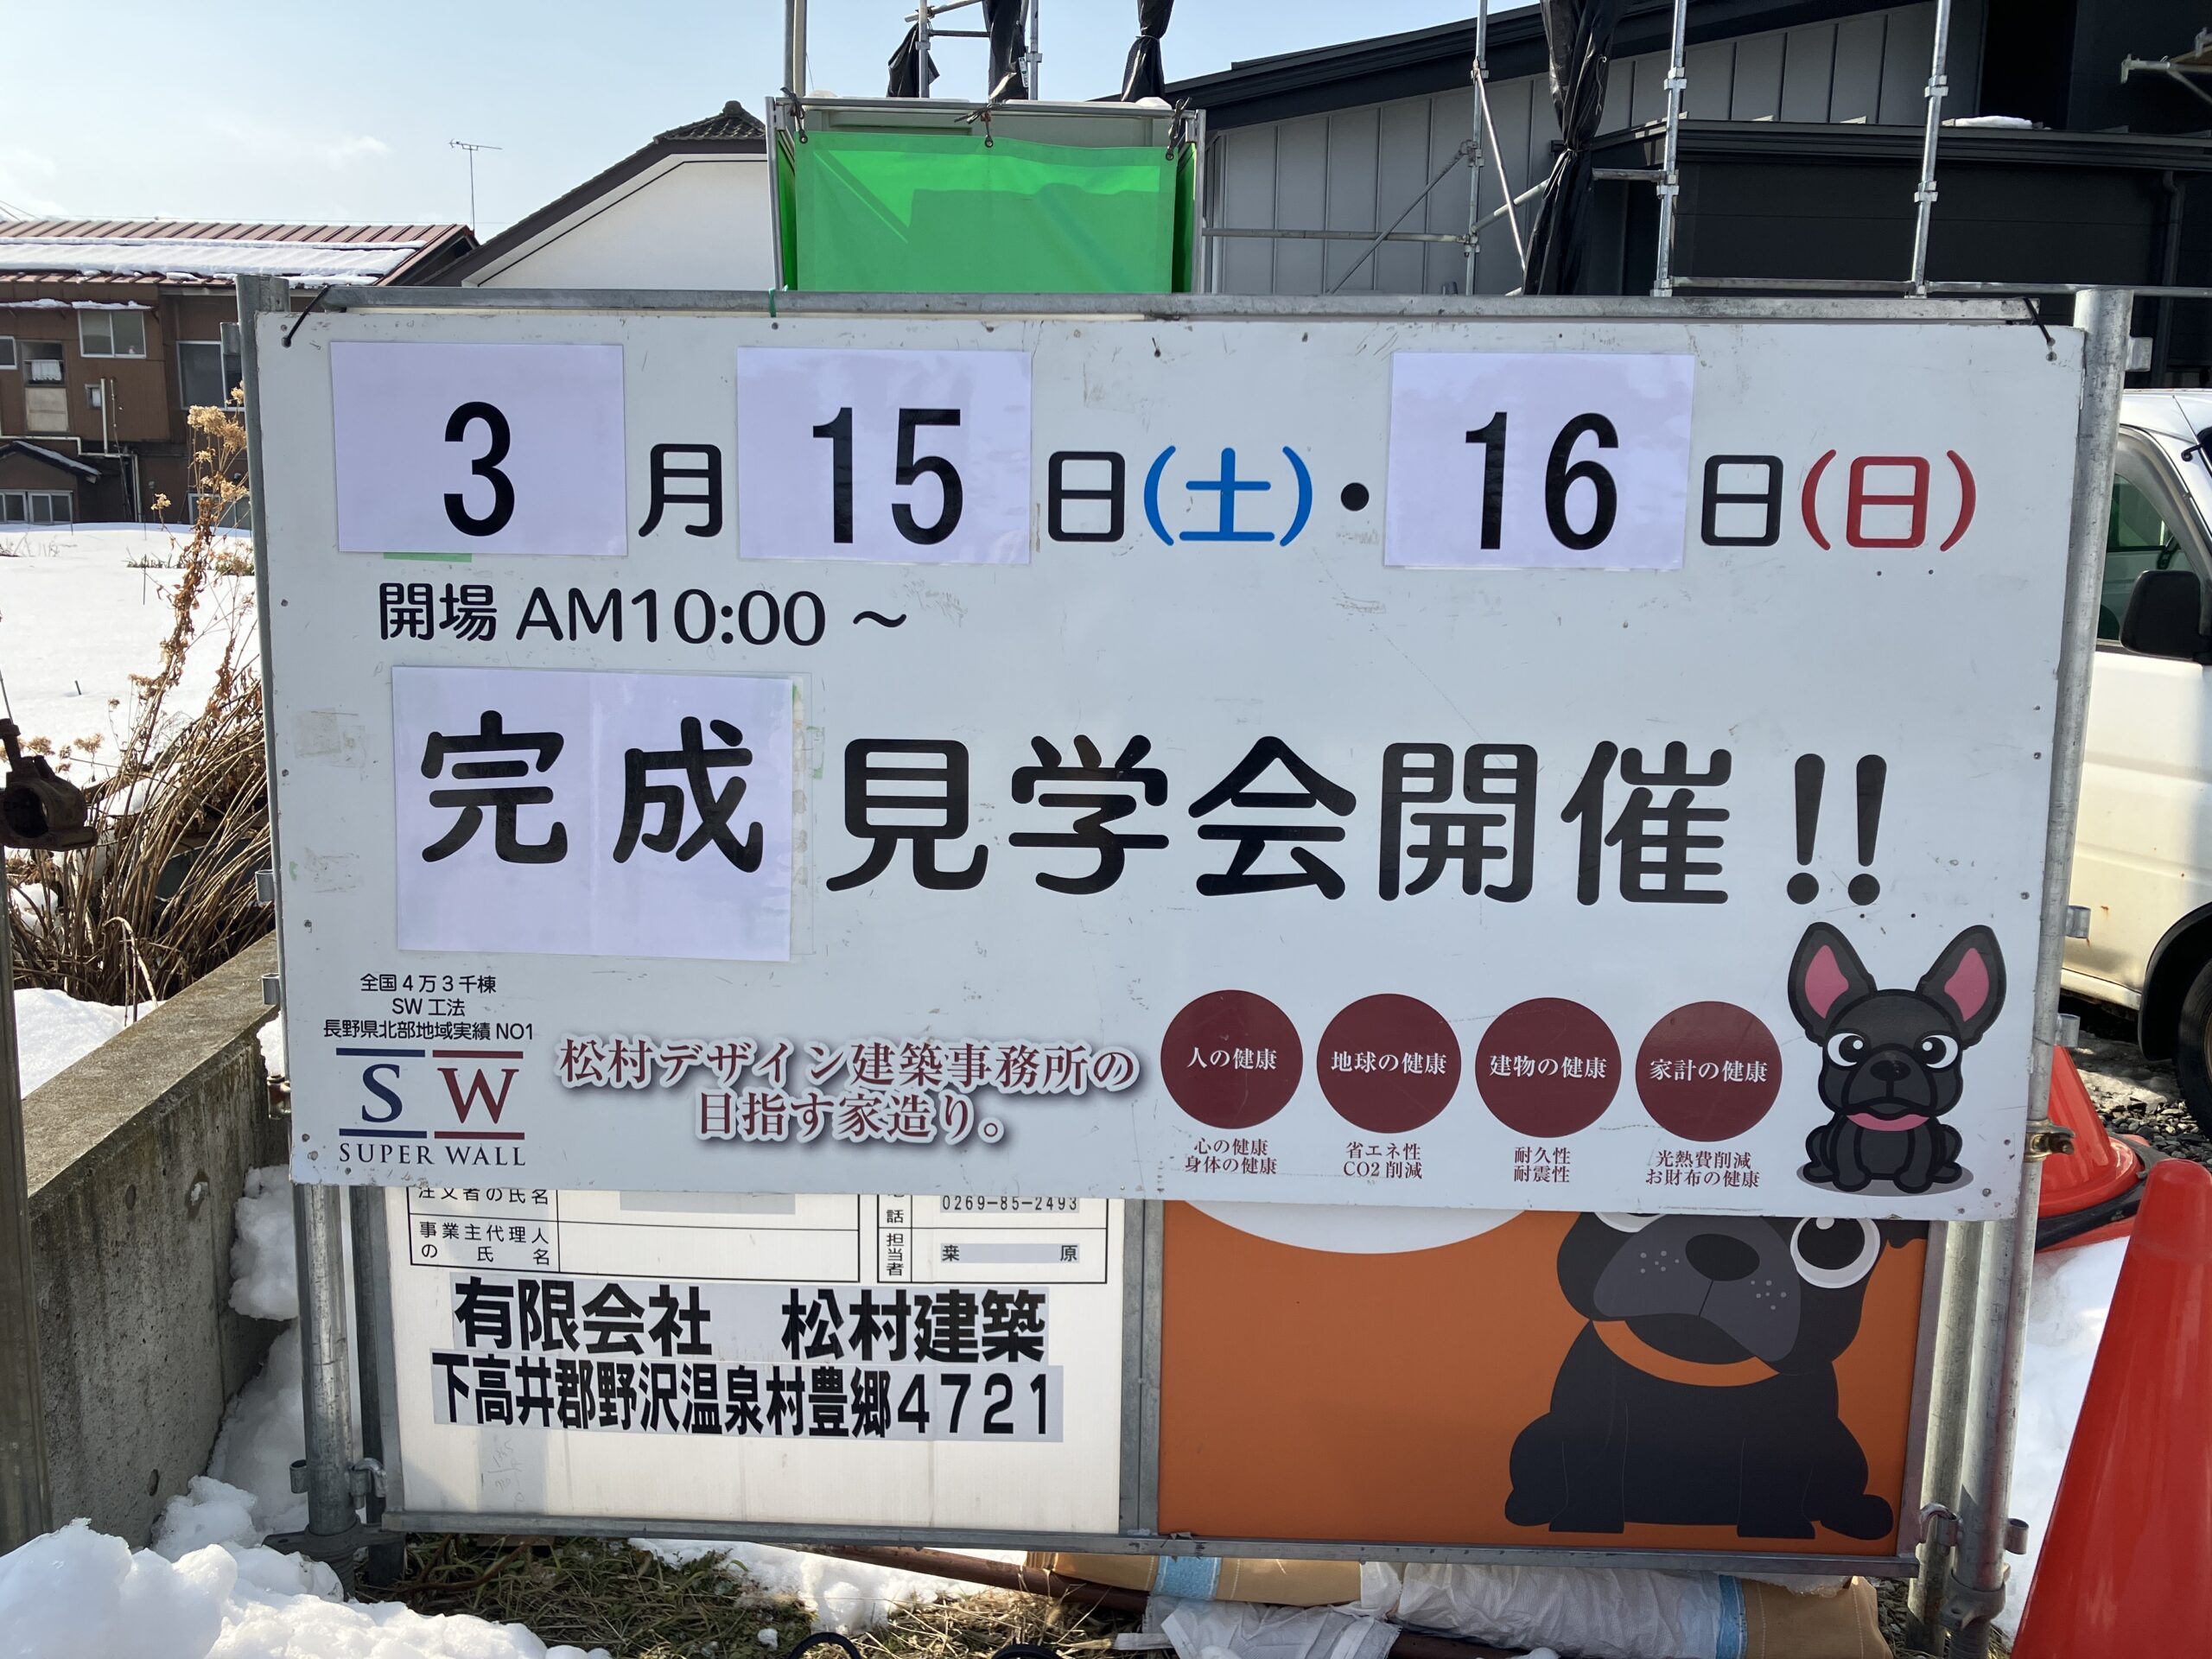 3月15日(土)・16日(日)
開場 AM10:00 ～
完成見学会開催!!
全国4万3千棟
SW工法
長野県北部地域実績 NO1
SW
SUPER WALL
松村デザイン建築事務所の
目指す家造り。
人の健康
心の健康
身体の健康
地球の健康
省エネ性
CO2削減
建物の健康
耐久性
耐震性
家計の健康
光熱費削減
お財布の健康
注文者の氏名
事業主代理人
の氏名
話
0269-85-2493
担当者
桒原
有限会社 松村建築
下高井郡野沢温泉村豊郷4721